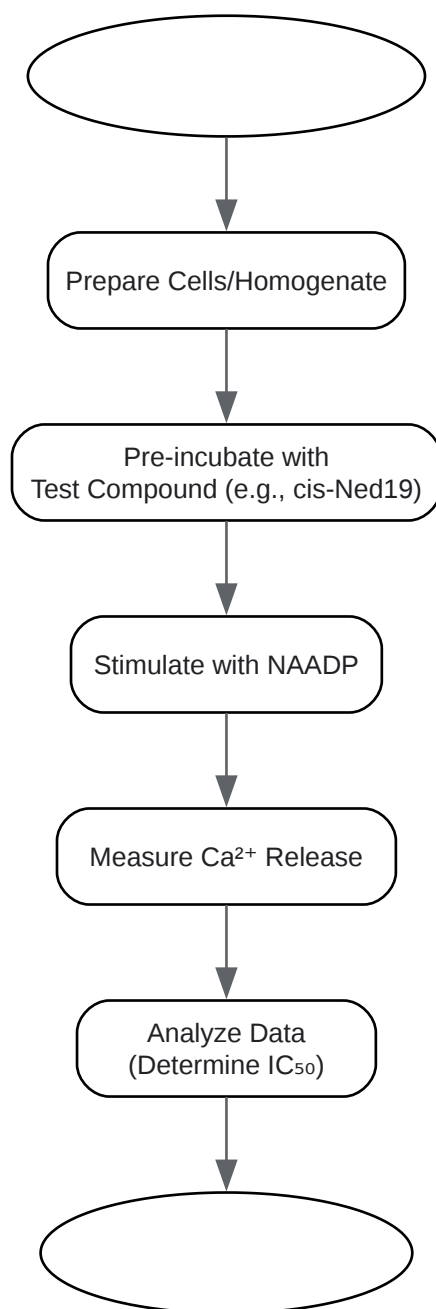 Prepare Cells/Homogenate
Pre-incubate with
Test Compound (e.g., cis-Ned19)
Stimulate with NAADP
Measure Ca²⁺ Release
Analyze Data
(Determine IC₅₀)